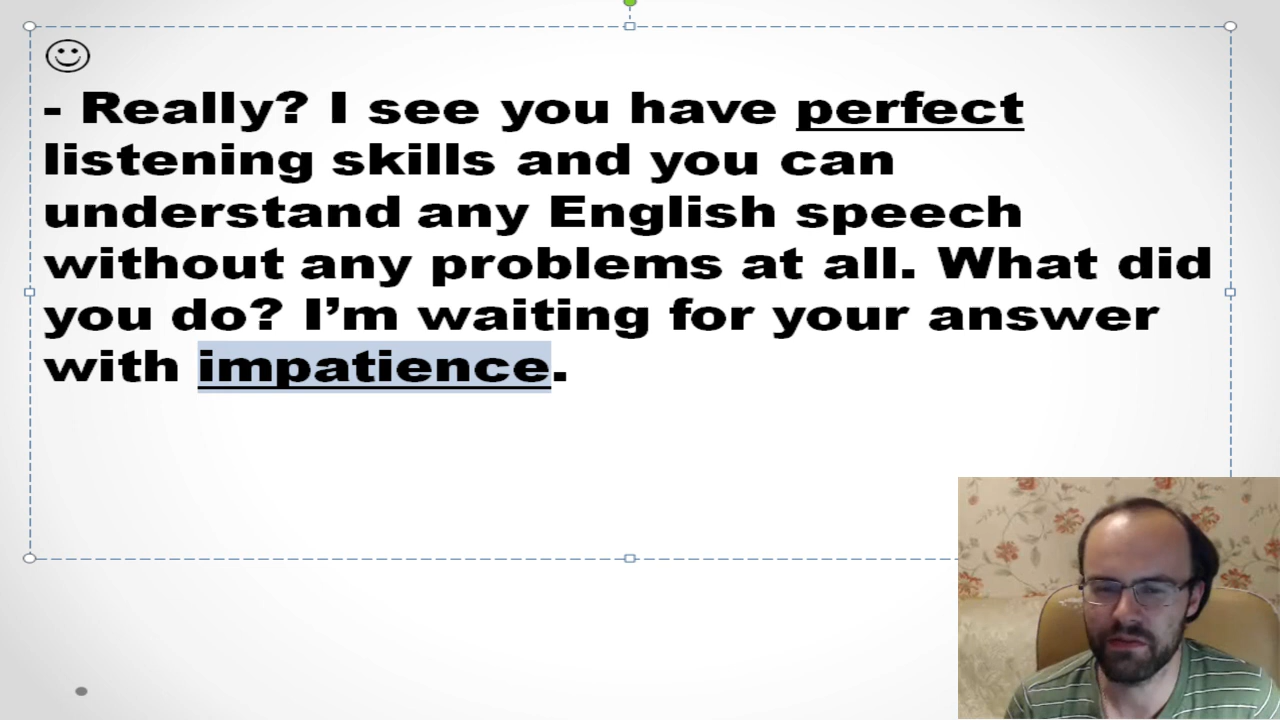 - Really? I see you have perfect
listening skills and you can
understand any English speech
without any problems at all. What did
you do? I’m waiting for your answer
with impatience.